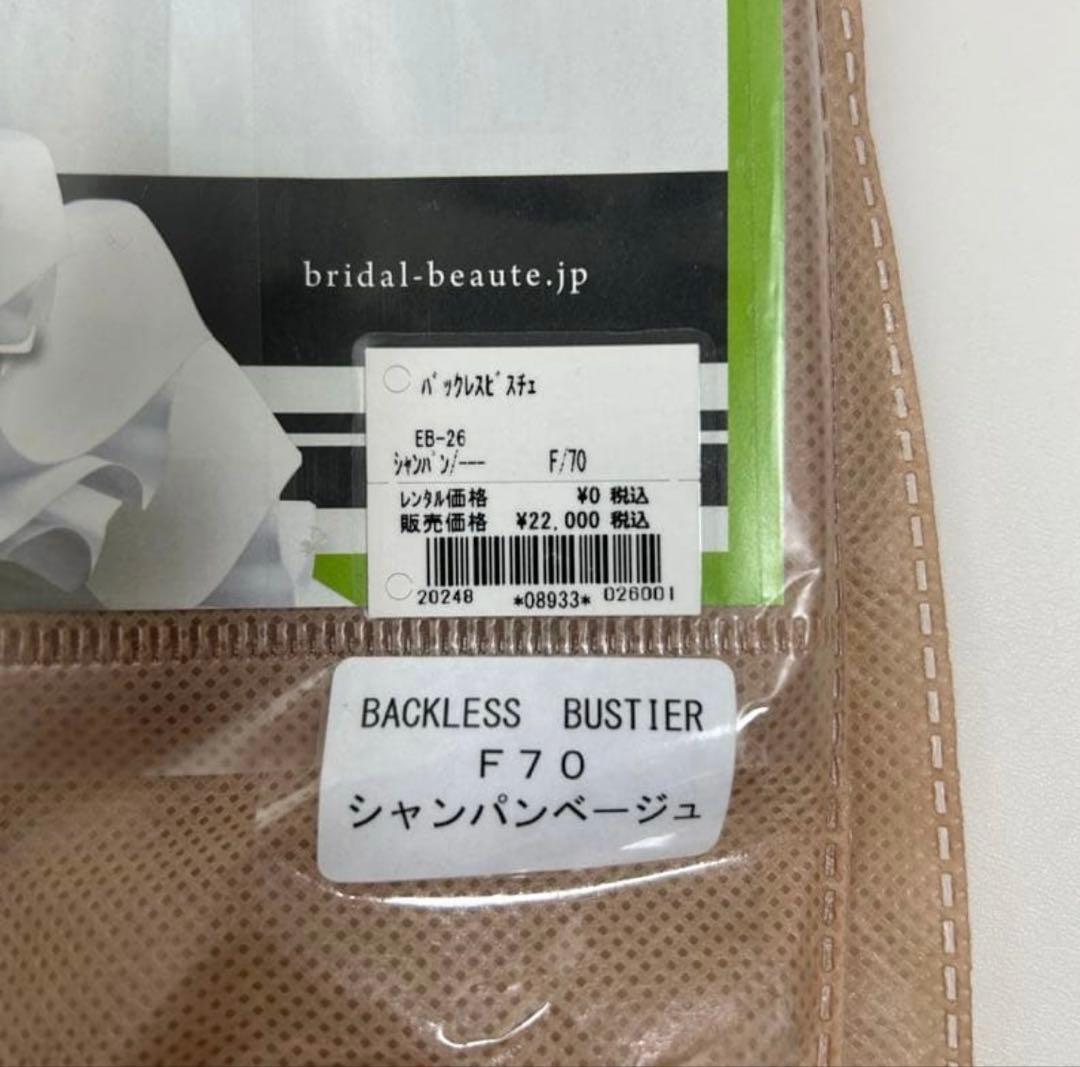 bridal-beaute.jp
ﾊﾞｯｸﾚｽﾋﾞｽﾁｪ
EB-26
ｼｬﾝﾊﾟﾝ/--- F/70
ﾚﾝﾀﾙ価格 ¥0 税込
販売価格 ¥22,000 税込
20248 *08933* 026001
BACKLESS BUSTIER
F70
シャンパンベージュ